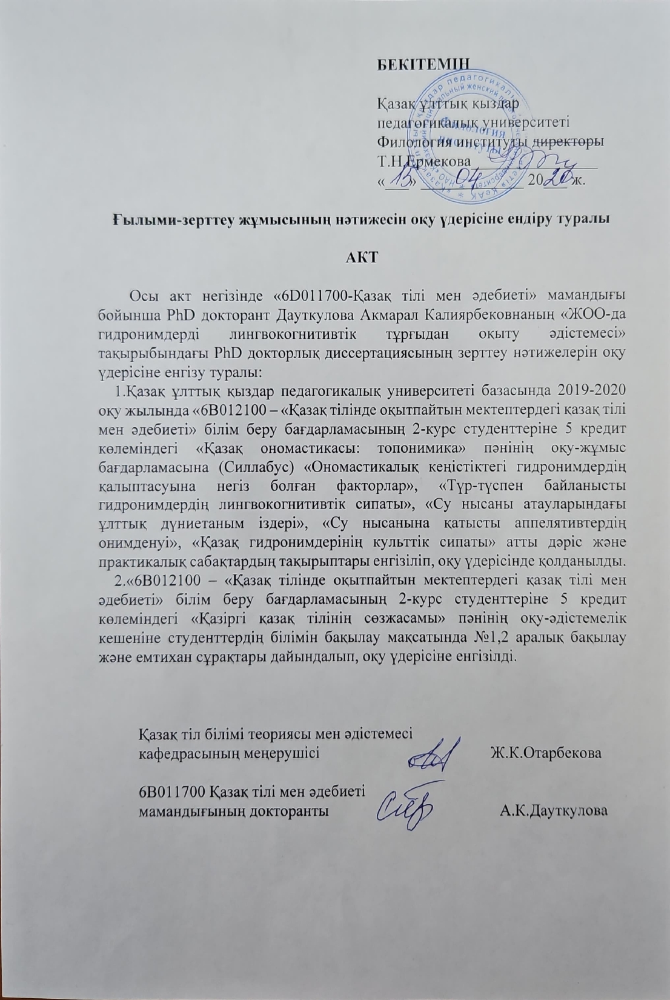 БЕКІТЕМІН
Қазақ ұлттық қыздар
педагогикалық университеті
Филология институты директоры
Т.Н.Ермекова
«15» 04 2020 ж.
Филология
институты
Ғылыми-зерттеу жұмысының нәтижесін оқу үдерісіне ендіру туралы
АКТ
Осы акт негізінде «6D011700-Қазақ тілі мен әдебиеті» мамандығы
бойынша PhD докторант Дауткулова Акмарал Калиярбековнаның «ЖОО-да
гидронимдерді лингвокогнитивтік тұрғыдан оқыту әдістемесі»
тақырыбындағы PhD докторлық диссертациясының зерттеу нәтижелерін оқу
үдерісіне енгізу туралы:
1.Қазақ ұлттық қыздар педагогикалық университеті базасында 2019-2020
оқу жылында «6В012100 – «Қазақ тілінде оқытпайтын мектептердегі қазақ тілі
мен әдебиеті» білім беру бағдарламасының 2-курс студенттеріне 5 кредит
көлеміндегі «Қазақ ономастикасы: топонимика» пәнінің оқу-жұмыс
бағдарламасына (Силлабус) «Ономастикалық кеңістіктегі гидронимдердің
қалыптасуына негіз болған факторлар», «Түр-түспен байланысты
гидронимдердің лингвокогнитивтік сипаты», «Су нысаны атауларындағы
ұлттық дүниетаным іздері», «Су нысанына қатысты аппелятивтердің
онимденуі», «Қазақ гидронимдерінің культтік сипаты» атты дәріс және
практикалық сабақтардың тақырыптары енгізіліп, оқу үдерісінде қолданылды.
2.«6В012100 – «Қазақ тілінде оқытпайтын мектептердегі қазақ тілі мен
әдебиеті» білім беру бағдарламасының 2-курс студенттеріне 5 кредит
көлеміндегі «Қазіргі қазақ тілінің сөзжасамы» пәнінің оқу-әдістемелік
кешеніне студенттердің білімін бақылау мақсатында №1,2 аралық бақылау
және емтихан сұрақтары дайындалып, оқу үдерісіне енгізілді.
Қазақ тіл білімі теориясы мен әдістемесі
кафедрасының меңерушісі Ж.К.Отарбекова
6В011700 Қазақ тілі мен әдебиеті
мамандығының докторанты А.К.Дауткулова